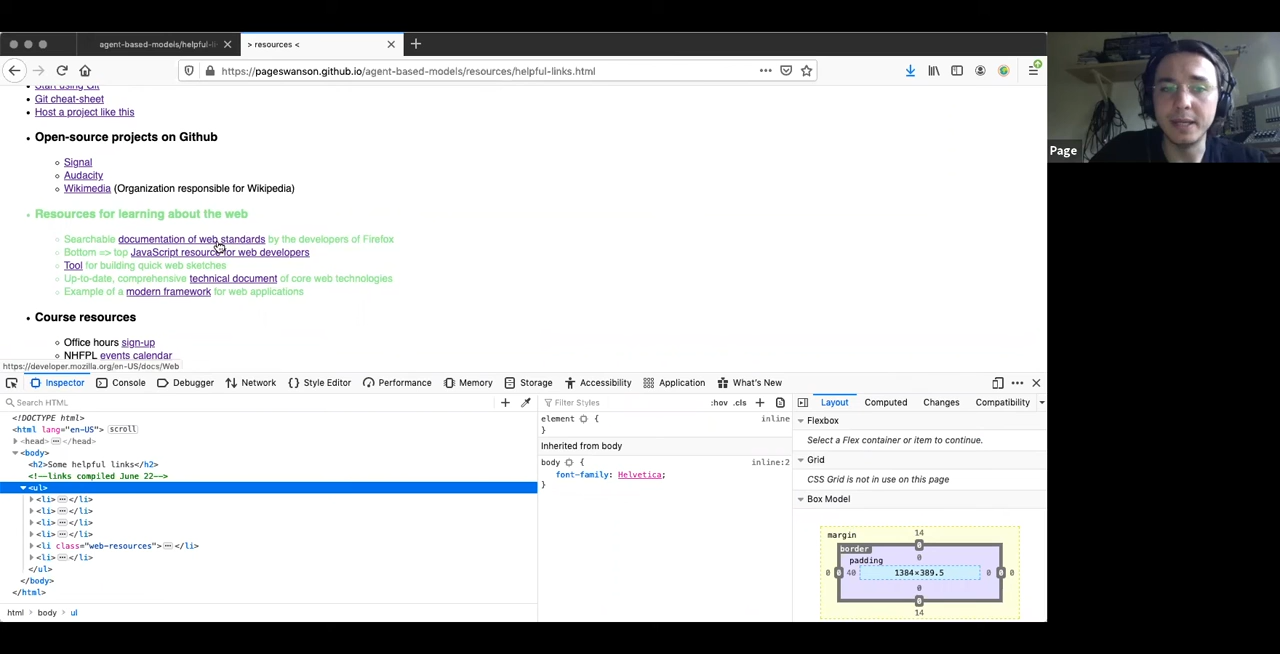 agent-based-models/helpful-lin
> resources <
https://pageswanson.github.io/agent-based-models/resources/helpful-links.html
Start using Git
Git cheat-sheet
Host a project like this
Open-source projects on Github
Signal
Audacity
Wikimedia (Organization responsible for Wikipedia)
Resources for learning about the web
Searchable documentation of web standards by the developers of Firefox
Bottom => top JavaScript resource for web developers
Tool for building quick web sketches
Up-to-date, comprehensive technical document of core web technologies
Example of a modern framework for web applications
Course resources
Office hours sign-up
NHFPL events calendar
https://developer.mozilla.org/en-US/docs/Web
Page
Inspector Console Debugger Network Style Editor Performance Memory Storage Accessibility Application What's New
Search HTML
<!DOCTYPE html>
<html lang="en-US"> scroll
<head> </head>
<body>
<h2>Some helpful links</h2>
<!--links compiled June 22-->
<ul>
<li> </li>
<li> </li>
<li> </li>
<li> </li>
<li class="web-resources"> </li>
<li> </li>
</ul>
</body>
</html>
html body ul
Filter Styles :hov .cls
element { inline
}
Inherited from body
body { inline:2
font-family: Helvetica;
}
Layout Computed Changes Compatibility
Flexbox
Select a Flex container or item to continue.
Grid
CSS Grid is not in use on this page
Box Model
margin 14
border 0
padding 0
0 0 40 1384×389.5 0 0 0
0
0
14